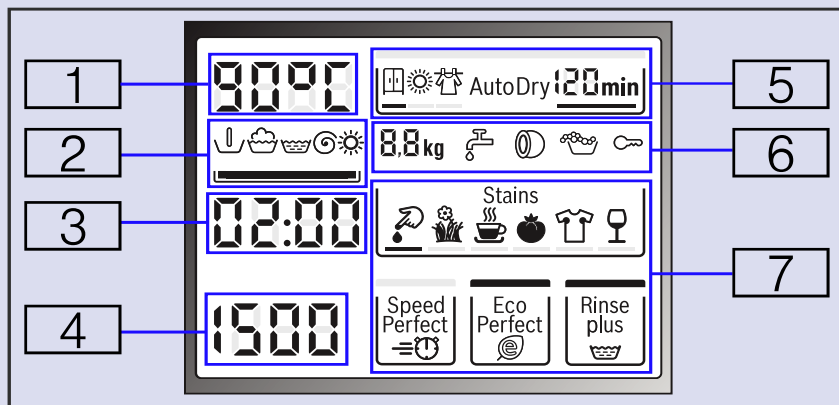 1
90°C
AutoDry 120min
5
2
8,8kg
6
3
02:00
Stains
7
4
1500
Speed
Perfect
Eco
Perfect
e
Rinse
plus